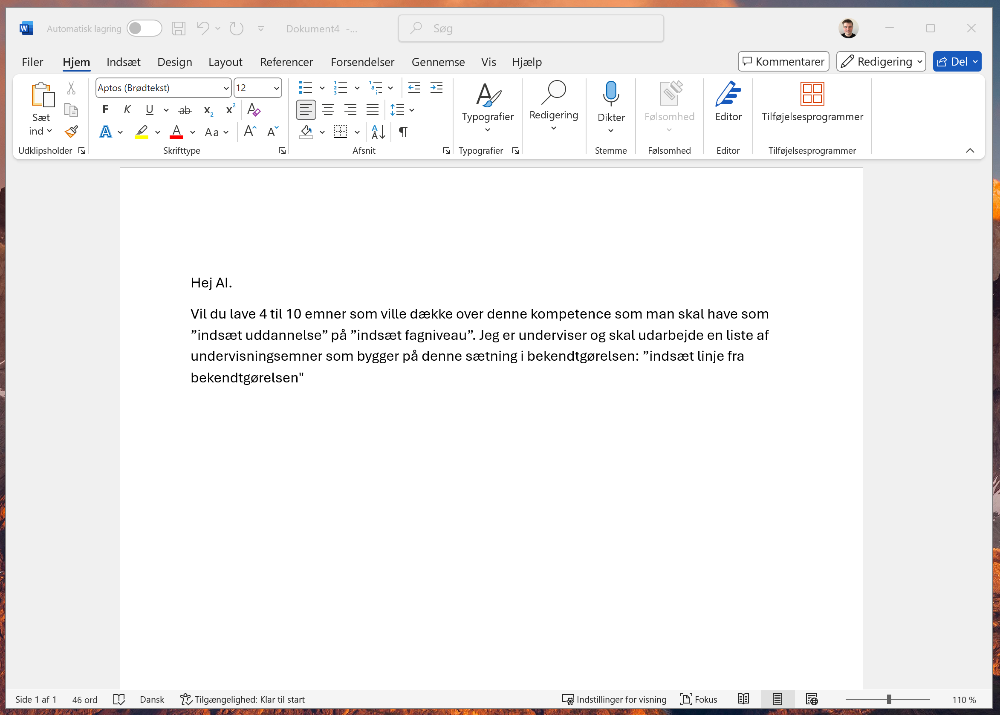 Automatisk lagring
Dokument4 -...
Søg
Filer Hjem Indsæt Design Layout Referencer Forsendelser Gennemse Vis Hjælp
Kommentarer Redigering Del
Sæt ind
Aptos (Brødtekst) 12
F K U ab x₂ x² A
A A Aa A A
Typografier Redigering Dikter Følsomhed Editor Tilføjelsesprogrammer
Udklipsholder Skrifttype Afsnit Typografier Stemme Følsomhed Editor Tilføjelsesprogrammer
Hej AI.
Vil du lave 4 til 10 emner som ville dække over denne kompetence som man skal have som
”indsæt uddannelse” på ”indsæt fagniveau”. Jeg er underviser og skal udarbejde en liste af
undervisningsemner som bygger på denne sætning i bekendtgørelsen: ”indsæt linje fra
bekendtgørelsen"
Side 1 af 1 46 ord Dansk Tilgængelighed: Klar til start Indstillinger for visning Fokus 110 %